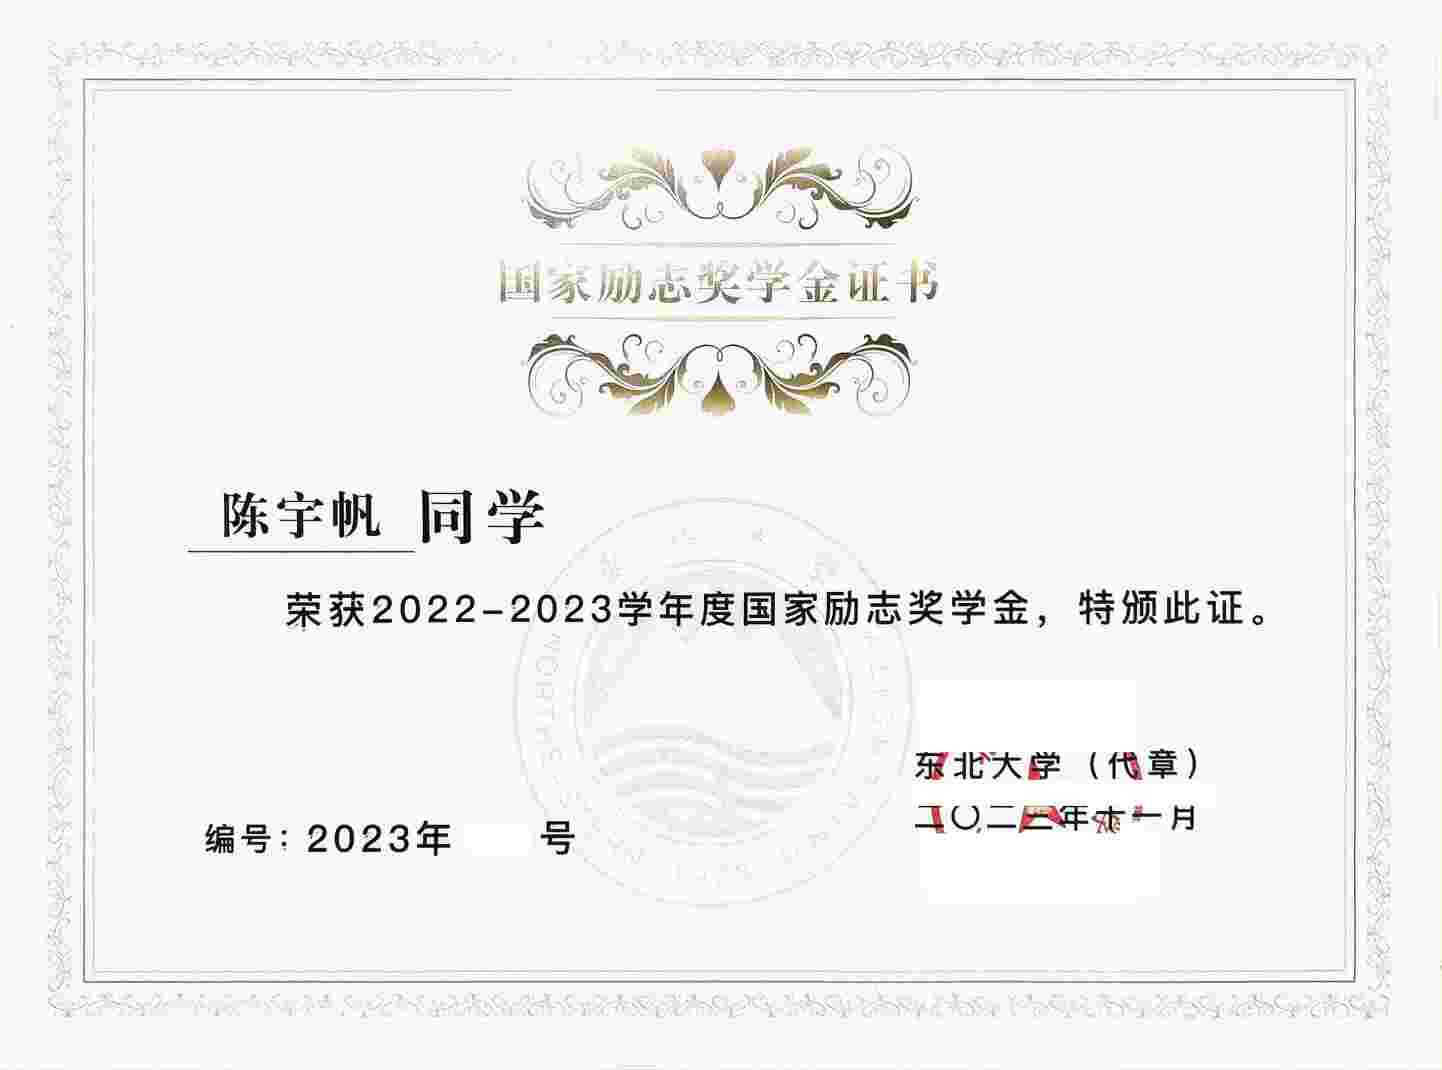 国家励志奖学金证书
陈宇帆 同学
荣获2022-2023学年度国家励志奖学金，特颁此证。
东北大学（代章）
二〇二三年十一月
编号：2023年 号